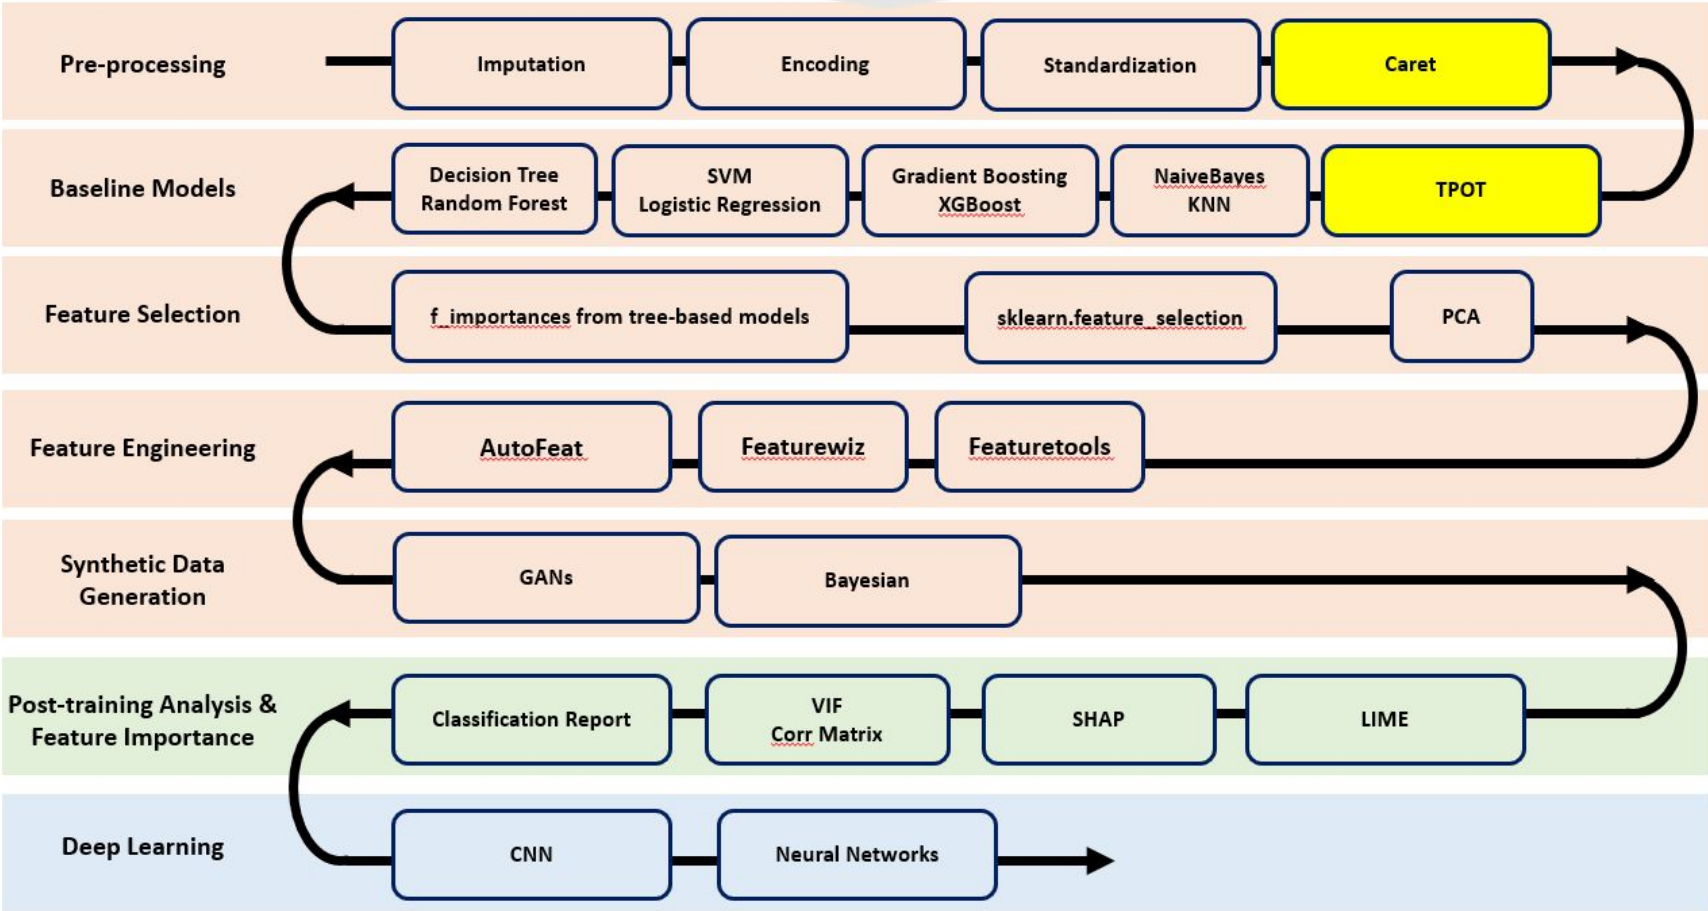 Pre-processing
Imputation
Encoding
Standardization
Caret
Baseline Models
Decision Tree
Random Forest
SVM
Logistic Regression
Gradient Boosting
XGBoost
NaiveBayes
KNN
TPOT
Feature Selection
f_importances from tree-based models
sklearn.feature_selection
PCA
Feature Engineering
AutoFeat
Featurewiz
Featuretools
Synthetic Data
Generation
GANs
Bayesian
Post-training Analysis &
Feature Importance
Classification Report
VIF
Corr Matrix
SHAP
LIME
Deep Learning
CNN
Neural Networks